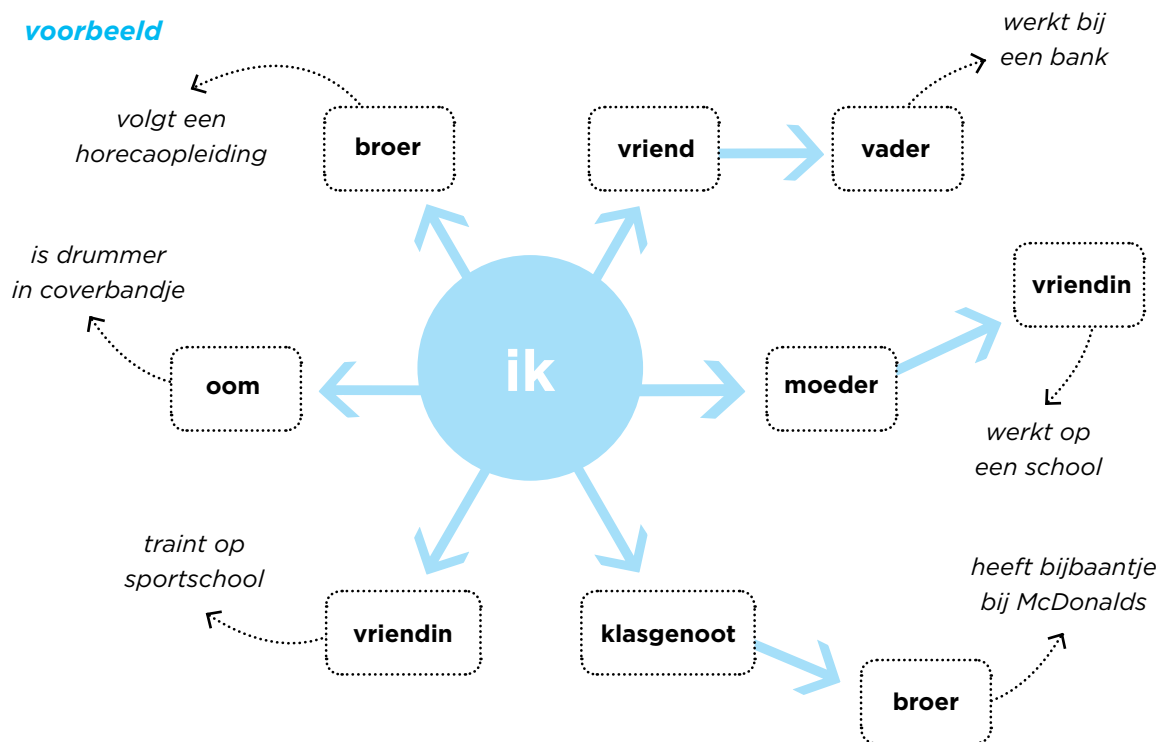 voorbeeld
werkt bij
een bank
volgt een
horecaopleiding
broer
vriend
vader
is drummer
in coverbandje
vriendin
ik
oom
moeder
werkt op
een school
traint op
sportschool
heeft bijbaantje
bij McDonalds
vriendin
klasgenoot
broer